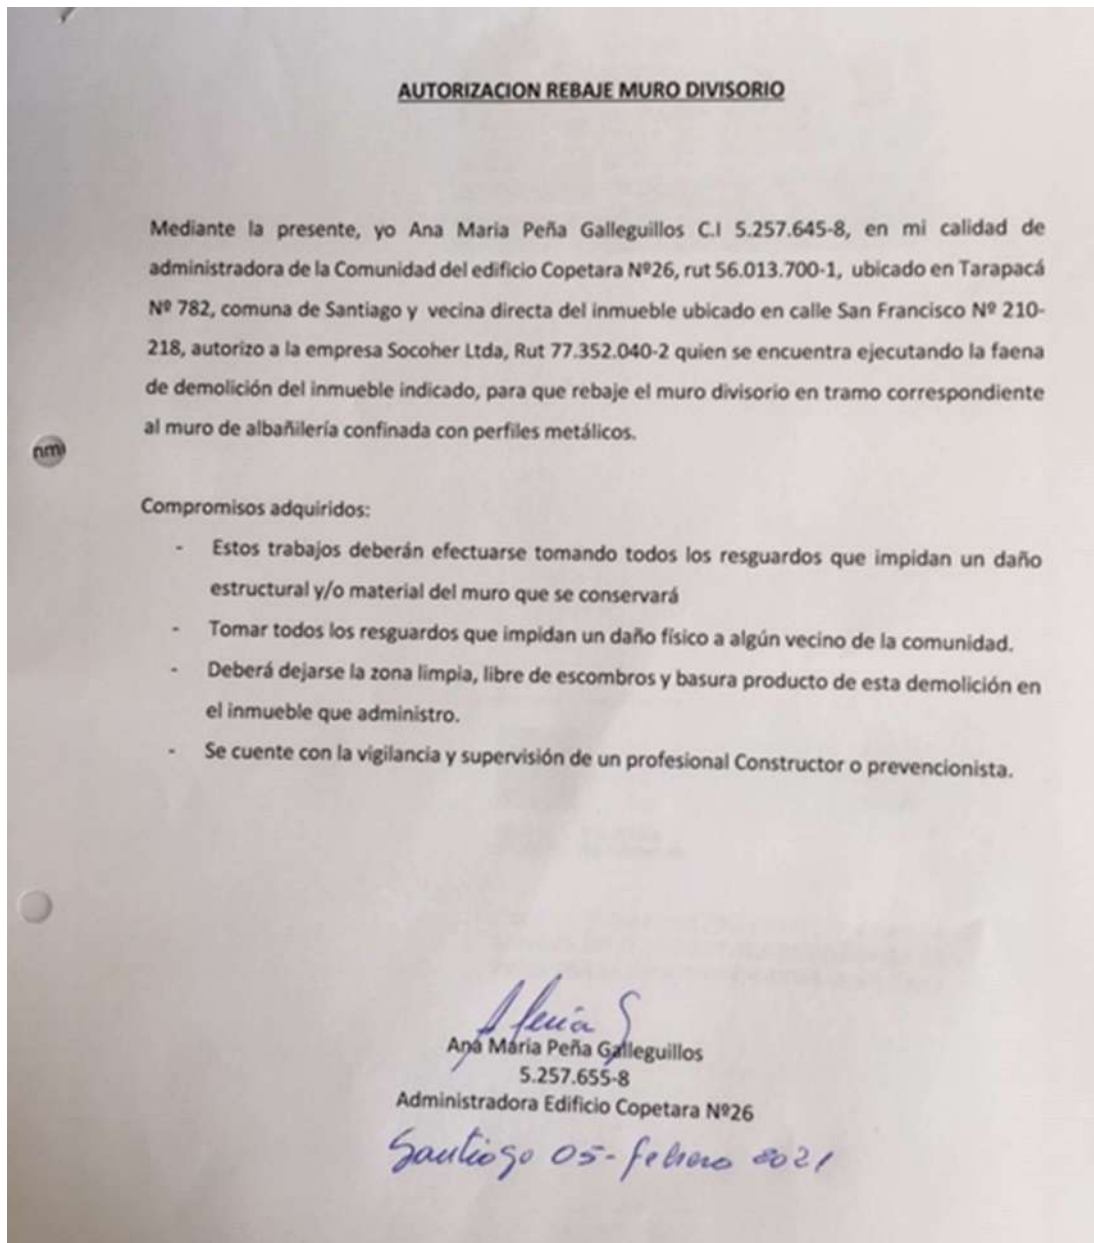 AUTORIZACION REBAJE MURO DIVISORIO
Mediante la presente, yo Ana Maria Peña Galleguillos C.I 5.257.645-8, en mi calidad de
administradora de la Comunidad del edificio Copetara Nº26, rut 56.013.700-1, ubicado en Tarapacá
Nº 782, comuna de Santiago y vecina directa del inmueble ubicado en calle San Francisco Nº 210-
218, autorizo a la empresa Socoher Ltda, Rut 77.352.040-2 quien se encuentra ejecutando la faena
de demolición del inmueble indicado, para que rebaje el muro divisorio en tramo correspondiente
al muro de albañilería confinada con perfiles metálicos.
nmi
Compromisos adquiridos:
- Estos trabajos deberán efectuarse tomando todos los resguardos que impidan un daño
estructural y/o material del muro que se conservará
- Tomar todos los resguardos que impidan un daño físico a algún vecino de la comunidad.
- Deberá dejarse la zona limpia, libre de escombros y basura producto de esta demolición en
el inmueble que administro.
- Se cuente con la vigilancia y supervisión de un profesional Constructor o prevencionista.
Ana Maria Peña Galleguillos
5.257.655-8
Administradora Edificio Copetara Nº26
Santiago 05-febrero 2021